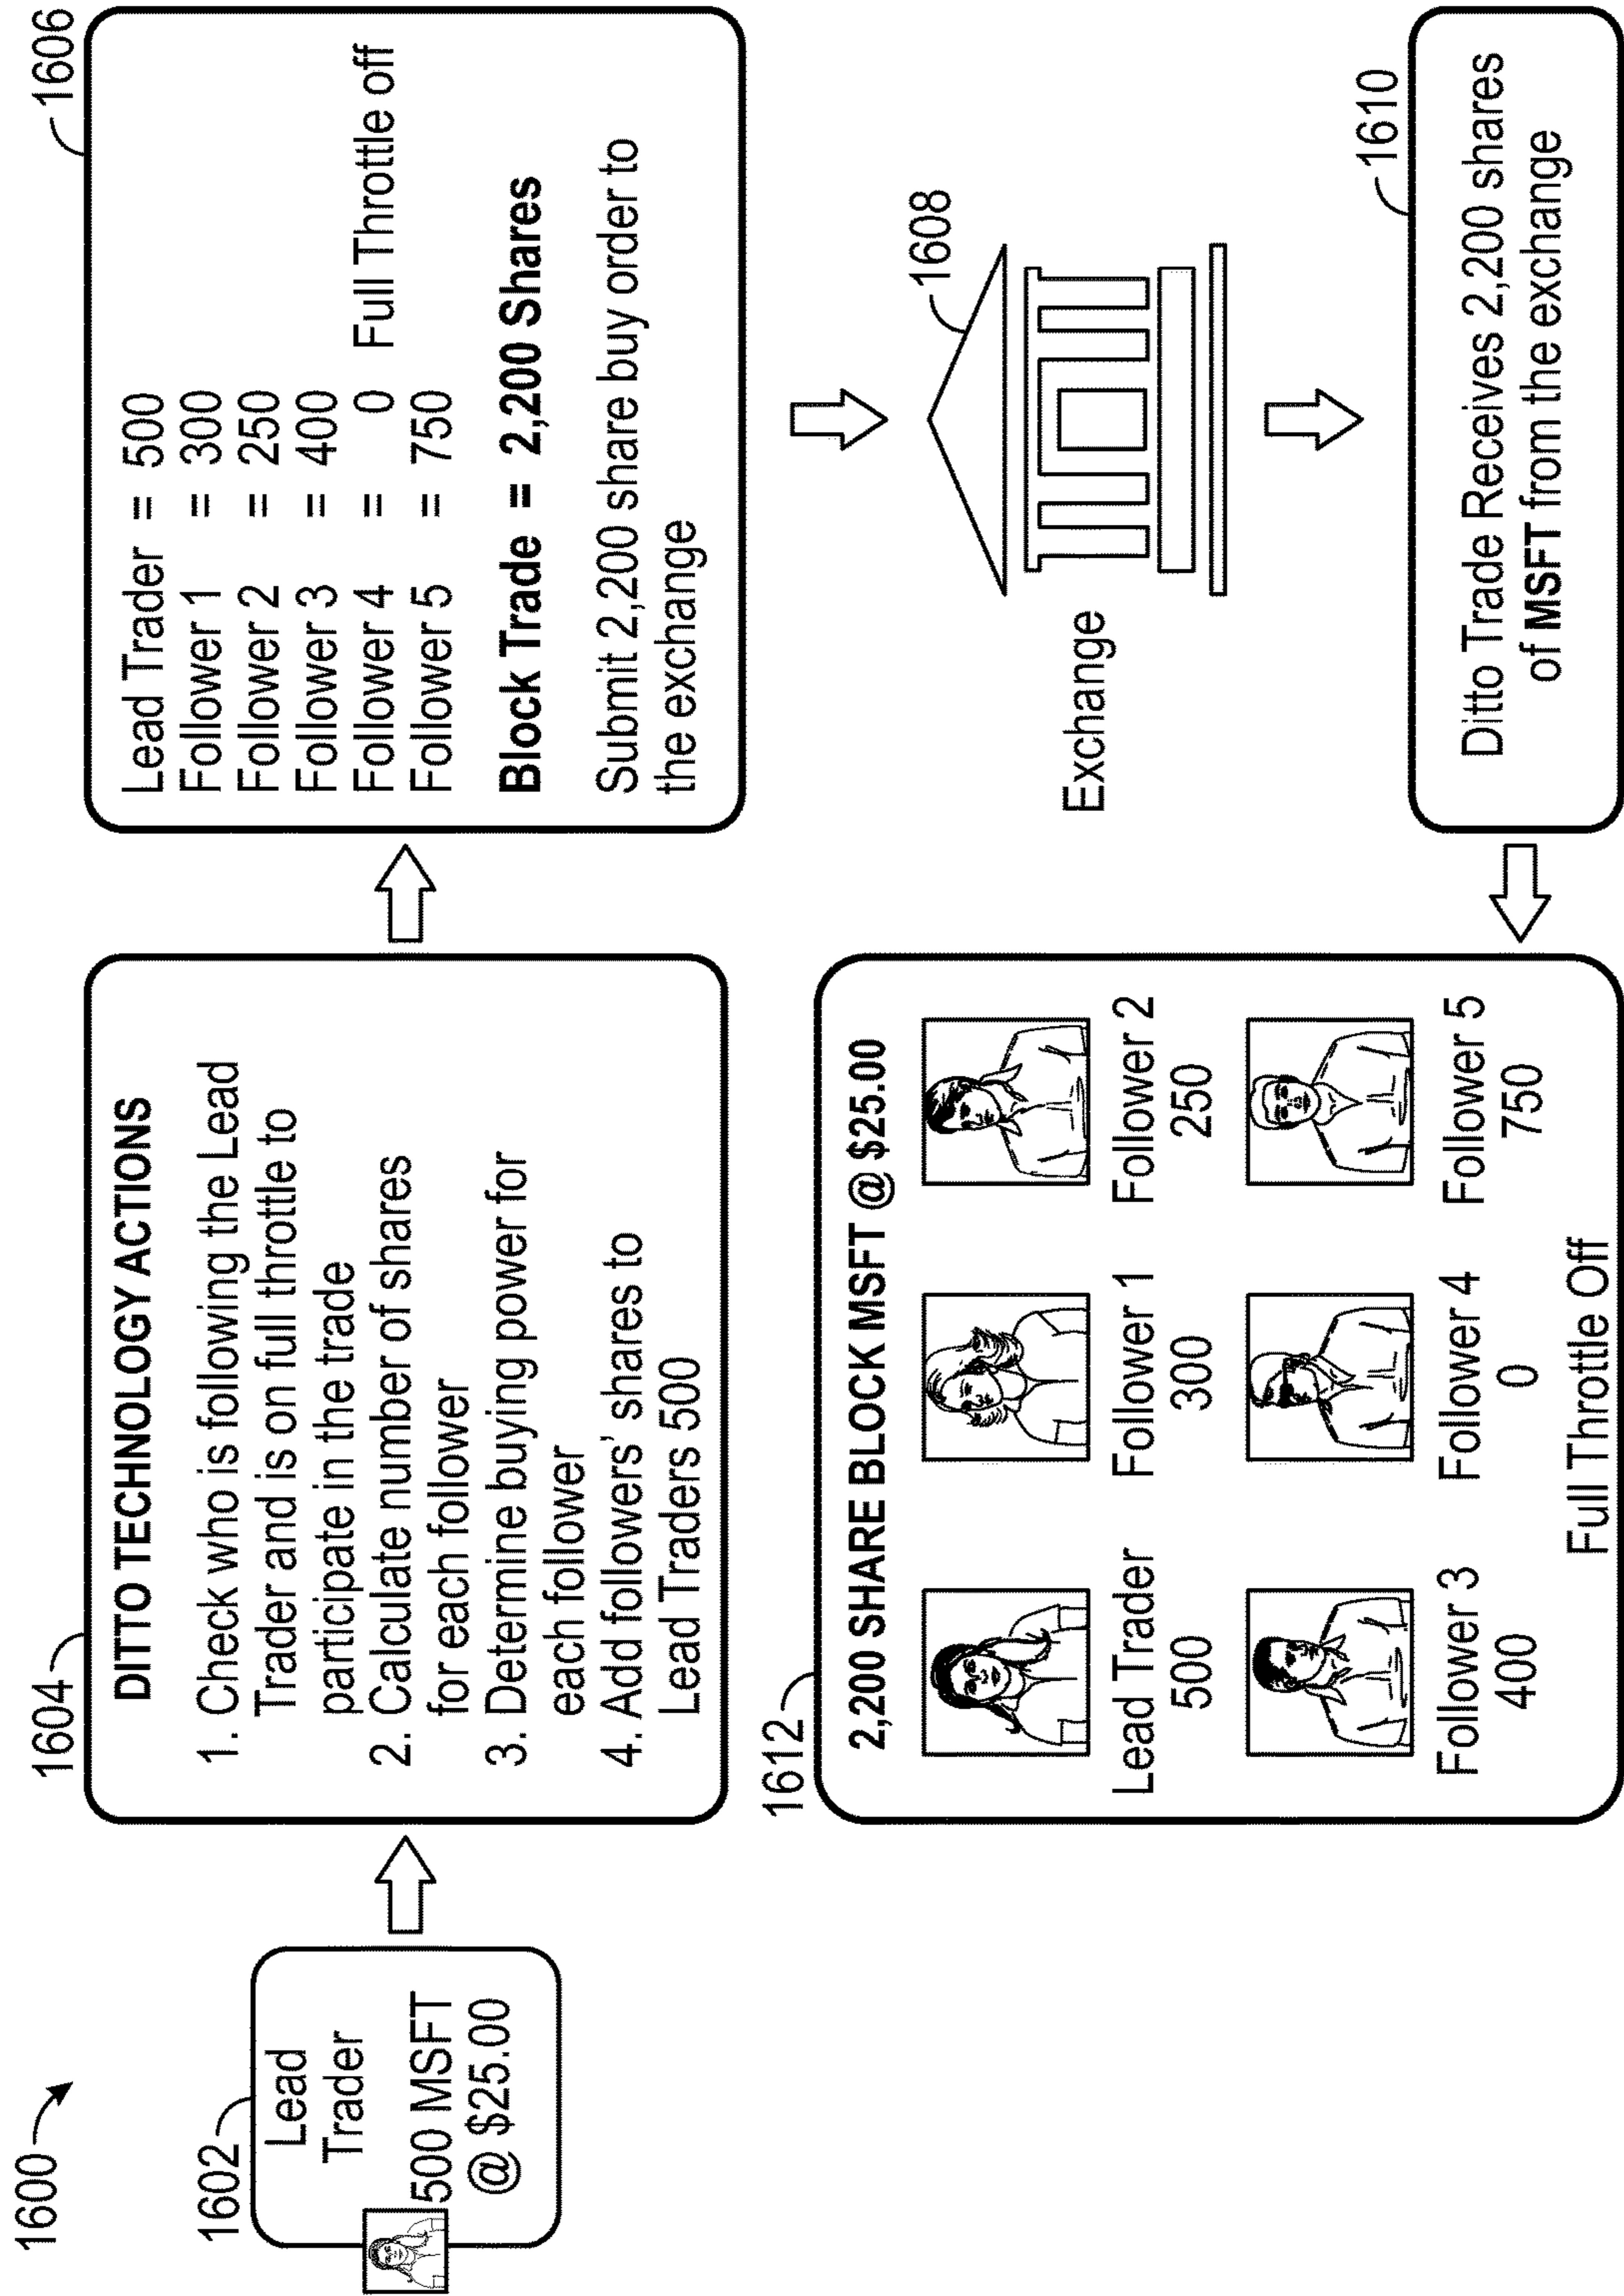 1600
1602
Lead
Trader
500 MSFT
@ $25.00
1604
DITTO TECHNOLOGY ACTIONS
1. Check who is following the Lead
Trader and is on full throttle to
participate in the trade
2. Calculate number of shares
for each follower
3. Determine buying power for
each follower
4. Add followers' shares to
Lead Traders 500
1606
Lead Trader = 500
Follower 1 = 300
Follower 2 = 250
Follower 3 = 400
Follower 4 = 0 Full Throttle off
Follower 5 = 750
Block Trade = 2,200 Shares
Submit 2,200 share buy order to
the exchange
1608
Exchange
1610
Ditto Trade Receives 2,200 shares
of MSFT from the exchange
1612
2,200 SHARE BLOCK MSFT @ $25.00
Lead Trader Follower 1 Follower 2
500 300 250
Follower 3 Follower 4 Follower 5
400 0 750
Full Throttle Off